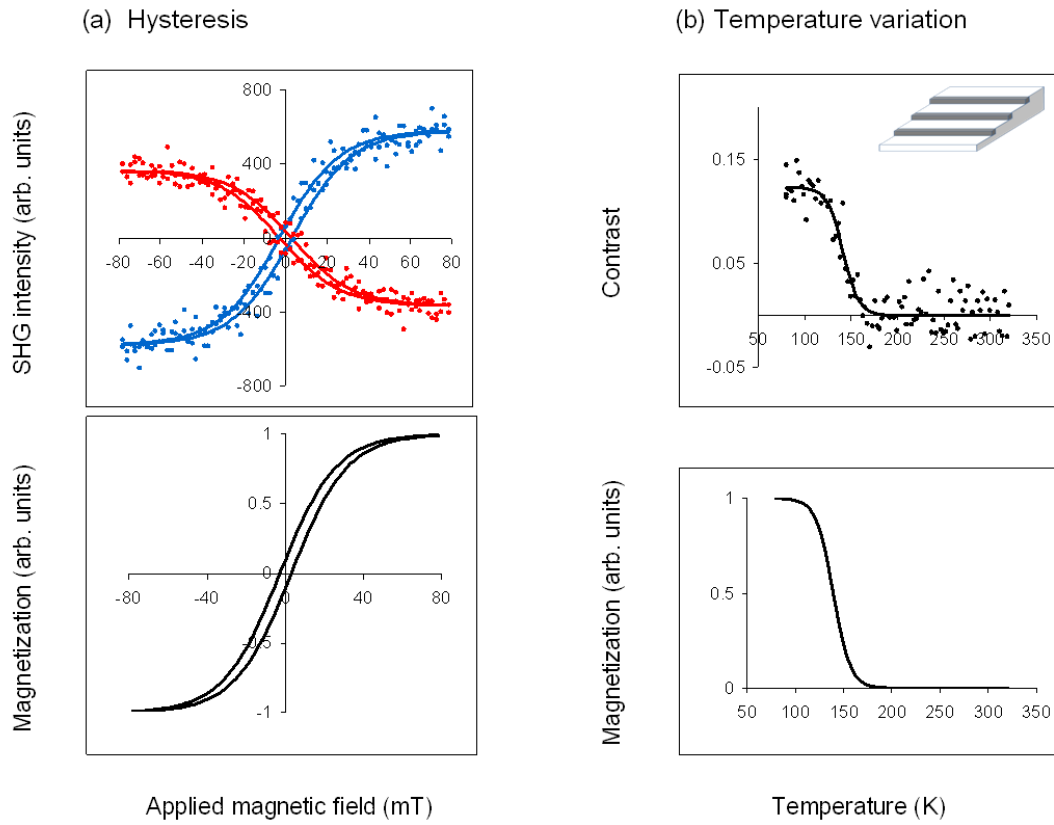 (a) Hysteresis
(b) Temperature variation
SHG intensity (arb. units)
800
400
0
-80 -60 -40 -20 0 20 40 60 80
-400
-800
Contrast
0.15
0.05
50 100 150 200 250 300 350
-0.05
Magnetization (arb. units)
1
0.5
0
-80 -40 0 40 80
-0.5
-1
Applied magnetic field (mT)
Magnetization (arb. units)
1
0.5
0
50 100 150 200 250 300 350
Temperature (K)